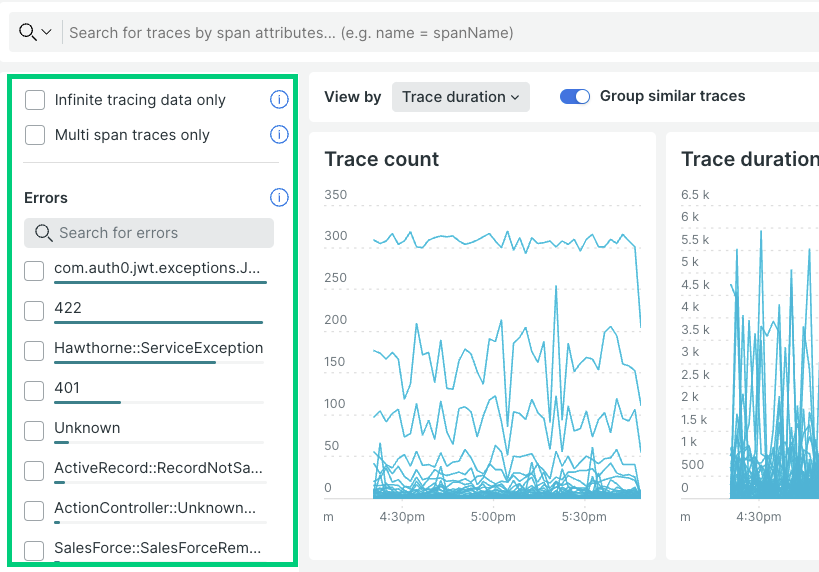 Search for traces by span attributes... (e.g. name = spanName)
Infinite tracing data only
Multi span traces only
Errors
Search for errors
com.auth0.jwt.exceptions.J...
422
Hawthorne::ServiceException
401
Unknown
ActiveRecord::RecordNotSa...
ActionController::Unknown...
SalesForce::SalesForceRem...
View by
Trace duration
Group similar traces
Trace count
350
300
250
200
150
100
50
0
m
4:30pm
5:00pm
5:30pm
Trace duration
6.5 k
6 k
5.5 k
5 k
4.5 k
4 k
3.5 k
3 k
2.5 k
2 k
1.5 k
1 k
500
0
m
4:30pm